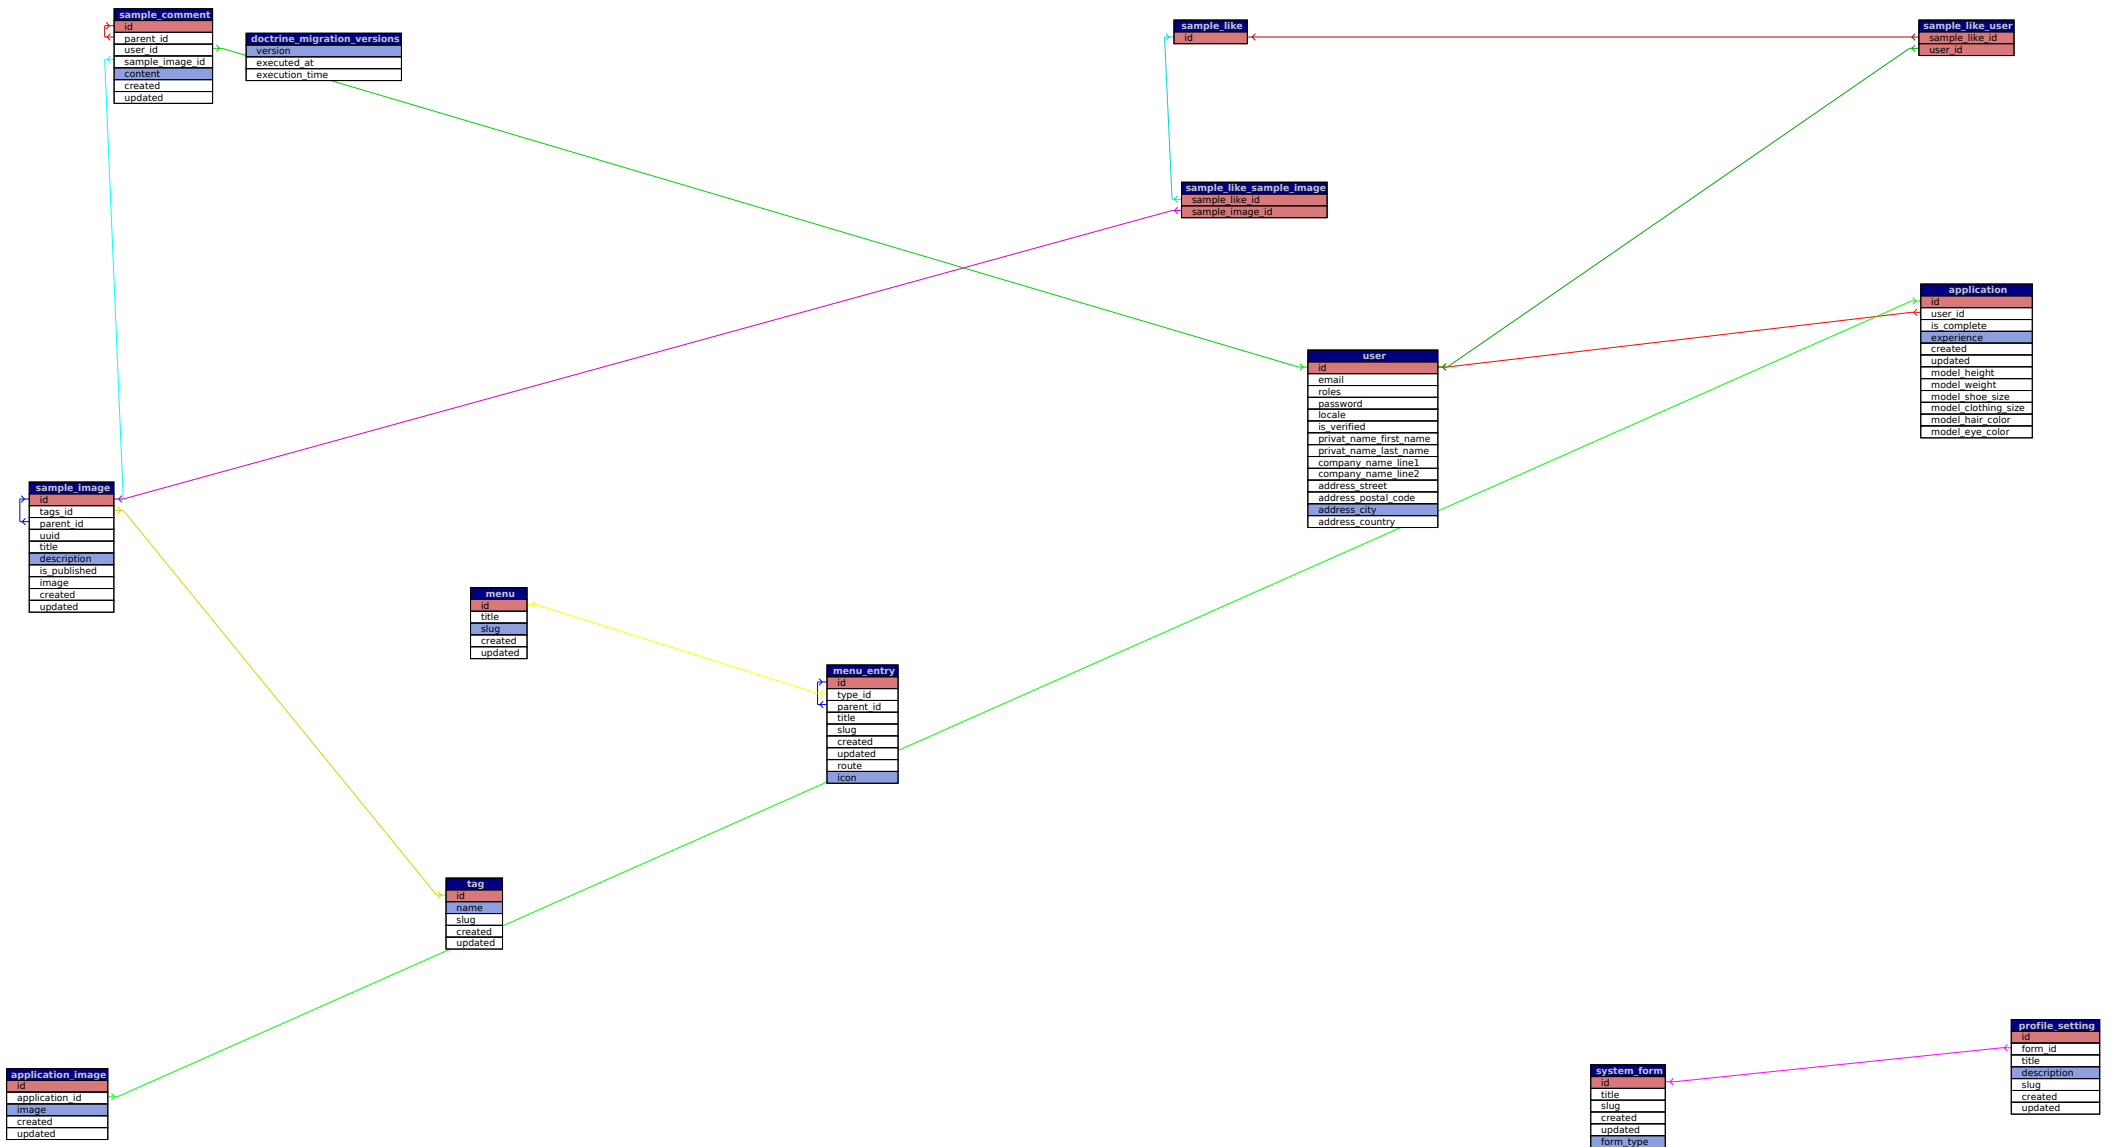 sample_comment
id
parent_id
user_id
sample_image_id
content
created
updated
doctrine_migration_versions
version
executed_at
execution_time
sample_like
id
sample_like_user
sample_like_id
user_id
sample_like_sample_image
sample_like_id
sample_image_id
application
id
user_id
is_complete
experience
created
updated
model_height
model_weight
model_shoe_size
model_clothing_size
model_hair_color
model_eye_color
user
id
email
roles
password
locale
is_verified
privat_name_first_name
privat_name_last_name
company_name_line1
company_name_line2
address_street
address_postal_code
address_city
address_country
sample_image
id
tags_id
parent_id
uuid
title
description
is_published
image
created
updated
menu
id
title
slug
created
updated
menu_entry
id
type_id
parent_id
title
slug
created
updated
route
icon
tag
id
name
slug
created
updated
application_image
id
application_id
image
created
updated
system_form
id
title
slug
created
updated
form_type
profile_setting
id
form_id
title
description
slug
created
updated